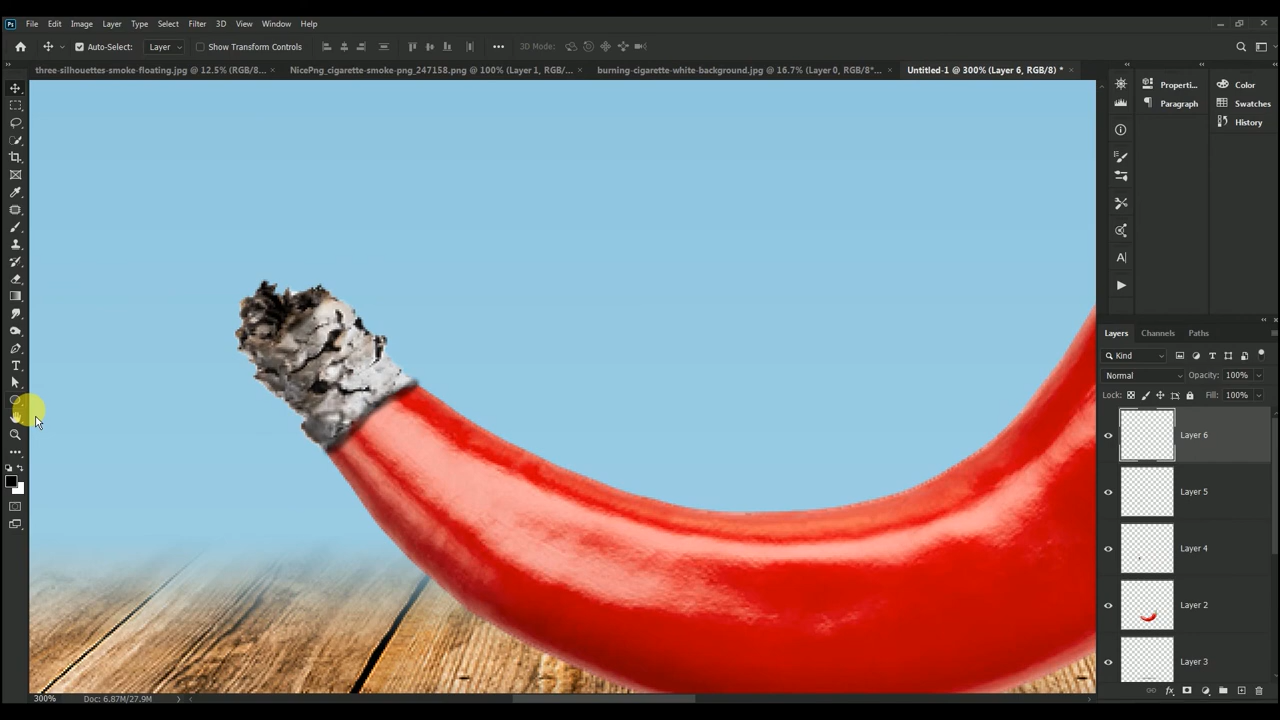 Ps File Edit Image Layer Type Select Filter 3D View Window Help
Auto-Select: Layer Show Transform Controls 3D Mode:
three-silhouettes-smoke-floating.jpg @ 12.5% (RGB/8... × NicePng_cigarette-smoke-png_247158.png @ 100% (Layer 1, RGB/... × burning-cigarette-white-background.jpg @ 16.7% (Layer 0, RGB/8*... × Untitled-1 @ 300% (Layer 6, RGB/8) * ×
Properti... Color
Paragraph Swatches
History
Layers Channels Paths
Kind
Normal Opacity: 100%
Lock: Fill: 100%
Layer 6
Layer 5
Layer 4
Layer 2
Layer 3
300% Doc: 6.87M/27.9M